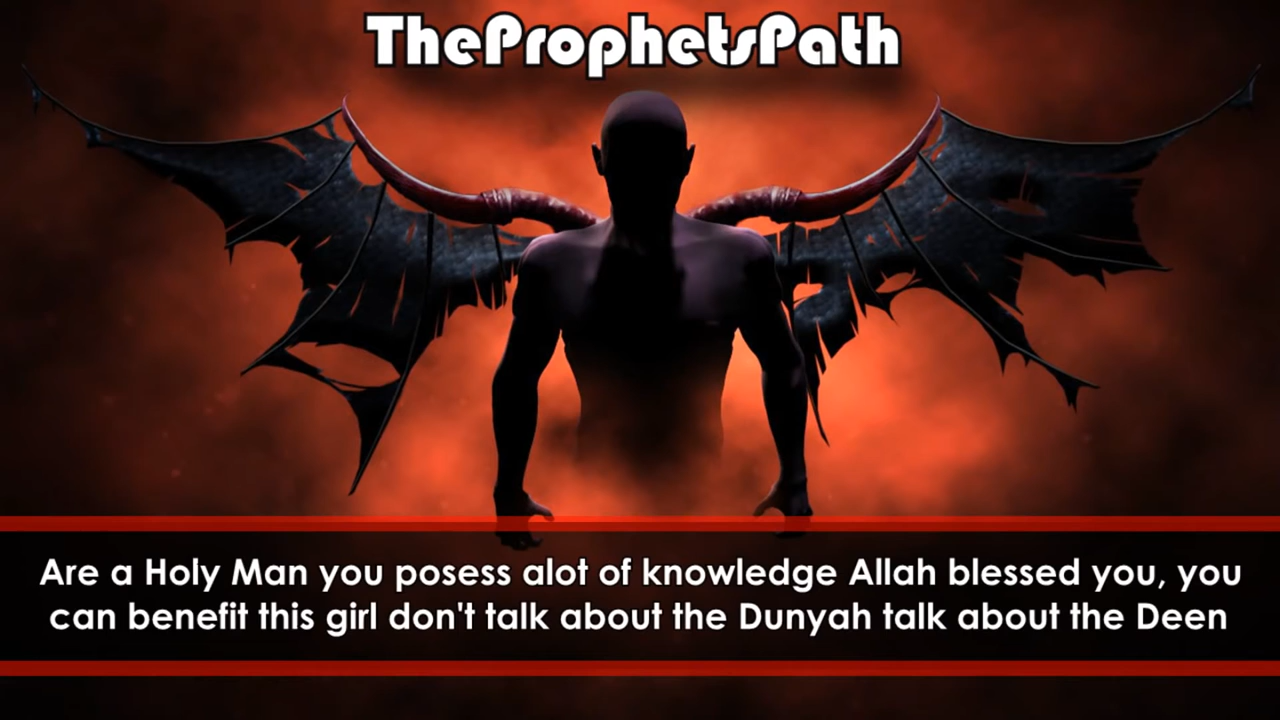 TheProphetsPath
Are a Holy Man you posess alot of knowledge Allah blessed you, you
can benefit this girl don't talk about the Dunyah talk about the Deen